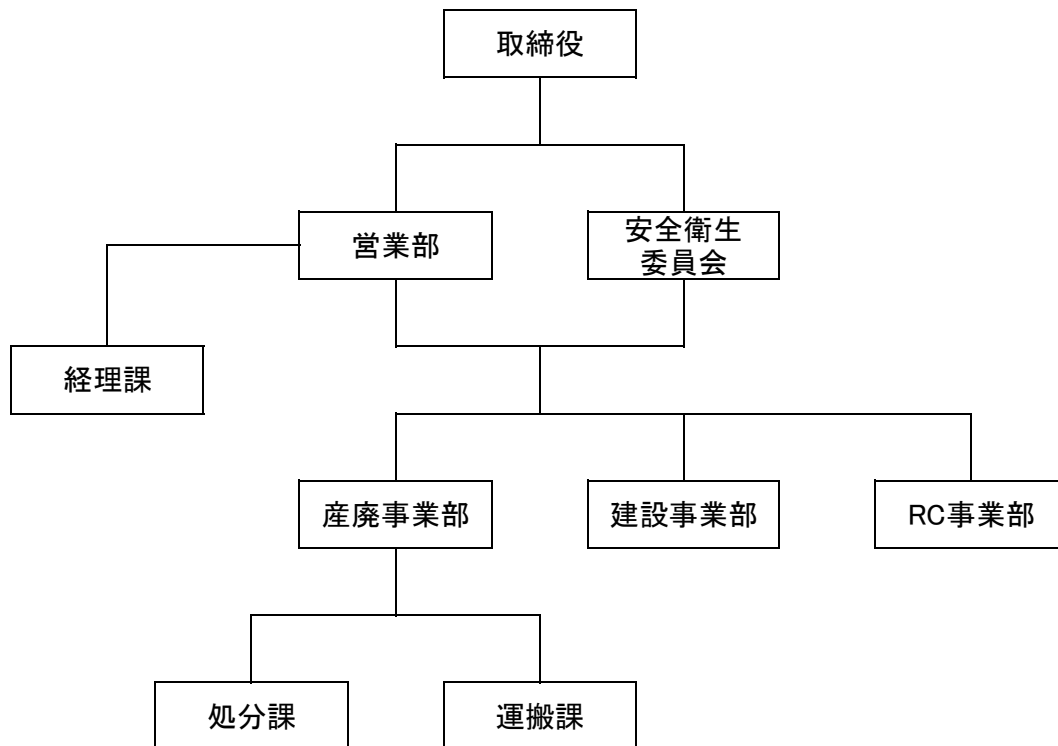 取締役
営業部
安全衛生
委員会
経理課
産廃事業部
建設事業部
RC事業部
処分課
運搬課